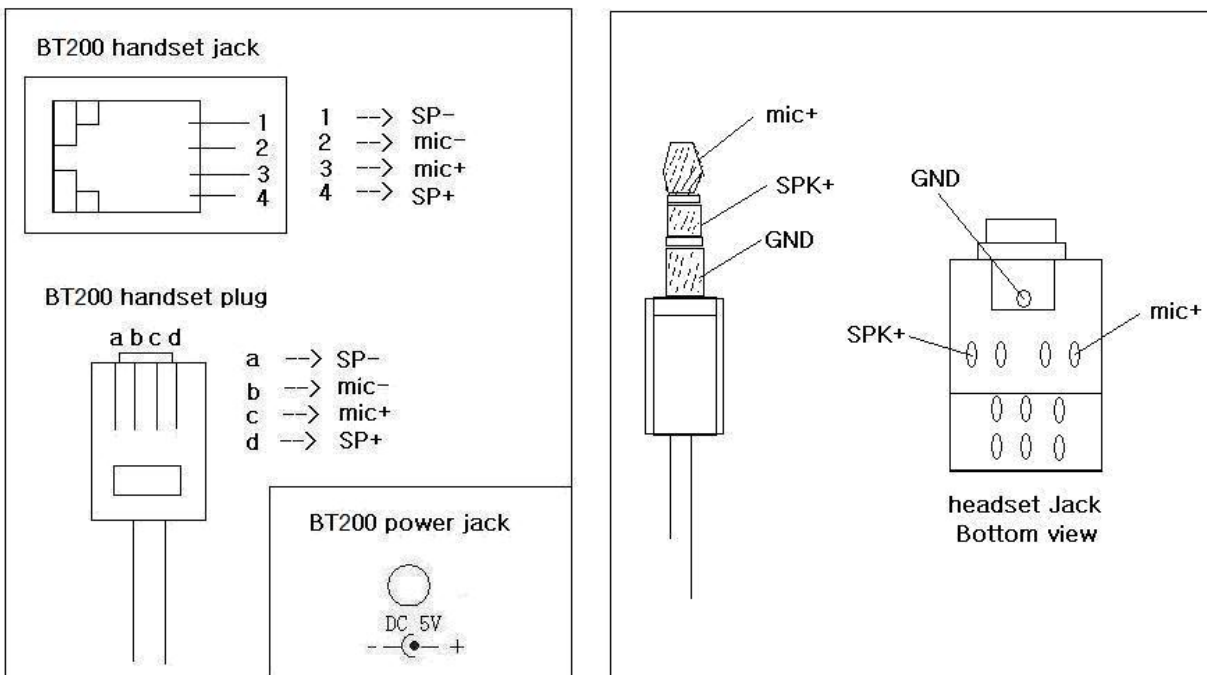 BT200 handset jack
1
2
3
4
1 --> SP-
2 --> mic-
3 --> mic+
4 --> SP+
BT200 handset plug
a b c d
a --> SP-
b --> mic-
c --> mic+
d --> SP+
BT200 power jack
DC 5V
- +
mic+
SPK+
GND
GND
SPK+
mic+
headset Jack
Bottom view